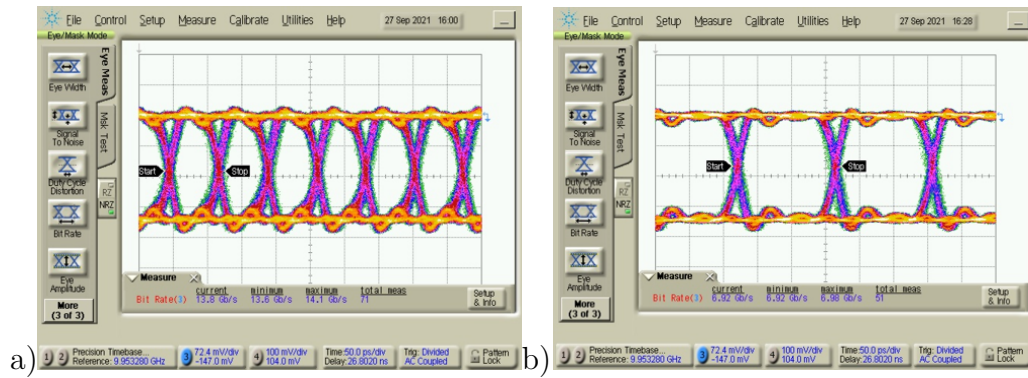 File Control Setup Measure Calibrate Utilities Help 27 Sep 2021 16:00
Eye/Mask Mode
Eye Meas
Msk Test
Eye Width
Signal
To Noise
Duty Cycle
Distortion
RZ
NRZ
Bit Rate
Eye
Amplitude
More
(3 of 3)
Start
Stop
Measure
current minimum maximum total meas
Bit Rate(3) 13.8 Gb/s 13.6 Gb/s 14.1 Gb/s 71
Setup
& Info
1 2 Precision Timebase...
Reference: 9.953280 GHz
3 72.4 mV/div
-147.0 mV
4 100 mV/div
104.0 mV
Time:50.0 ps/div
Delay:26.8020 ns
Trig: Divided
AC Coupled
Pattern
Lock
a)
File Control Setup Measure Calibrate Utilities Help 27 Sep 2021 16:28
Eye/Mask Mode
Eye Meas
Msk Test
Eye Width
Signal
To Noise
Duty Cycle
Distortion
RZ
NRZ
Bit Rate
Eye
Amplitude
More
(3 of 3)
Start
Stop
Measure
current minimum maximum total meas
Bit Rate(3) 6.92 Gb/s 6.92 Gb/s 6.98 Gb/s 51
Setup
& Info
1 2 Precision Timebase...
Reference: 9.953280 GHz
3 72.4 mV/div
-147.0 mV
4 100 mV/div
104.0 mV
Time:50.0 ps/div
Delay:26.8020 ns
Trig: Divided
AC Coupled
Pattern
Lock
b)